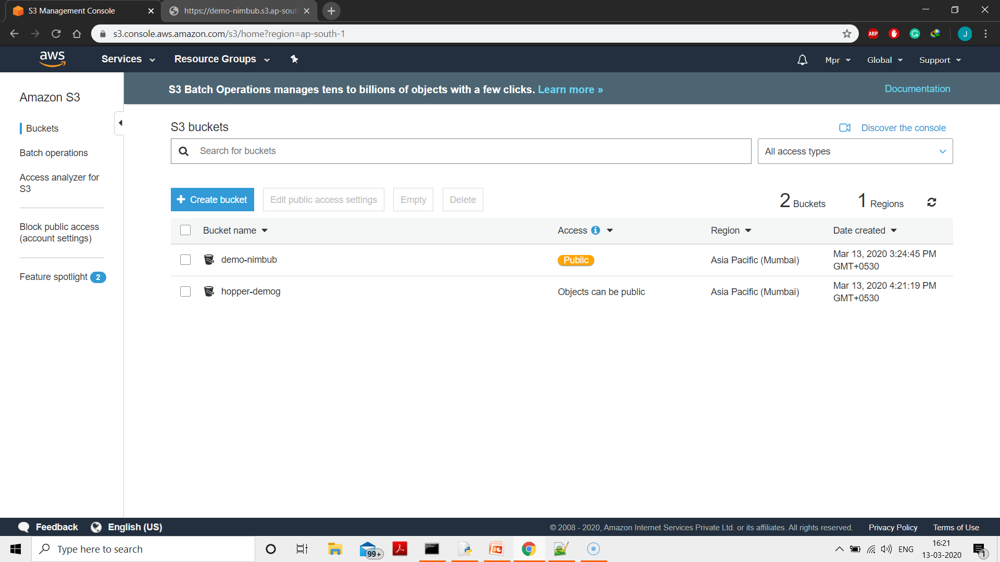 S3 Management Console
https://demo-nimbub.s3.ap-sout
s3.console.aws.amazon.com/s3/home?region=ap-south-1
ABP
G
J
aws
Services
Resource Groups
Mpr
Global
Support
Amazon S3
Buckets
Batch operations
Access analyzer for
S3
Block public access
(account settings)
Feature spotlight 2
S3 Batch Operations manages tens to billions of objects with a few clicks. Learn more »
Documentation
S3 buckets
Discover the console
Search for buckets
All access types
Create bucket
Edit public access settings
Empty
Delete
2 Buckets
1 Regions
Bucket name
Access
Region
Date created
demo-nimbub
Public
Asia Pacific (Mumbai)
Mar 13, 2020 3:24:45 PM
GMT+0530
hopper-demog
Objects can be public
Asia Pacific (Mumbai)
Mar 13, 2020 4:21:19 PM
GMT+0530
Feedback
English (US)
© 2008 - 2020, Amazon Internet Services Private Ltd. or its affiliates. All rights reserved.
Privacy Policy
Terms of Use
Type here to search
99+
ENG
16:21
13-03-2020
1